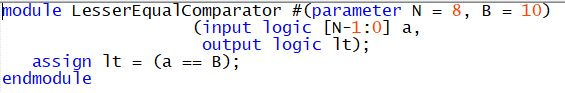 module LesserEqualComparator #(parameter N = 8, B = 10)
(input logic [N-1:0] a,
output logic lt);
assign lt = (a == B);
endmodule